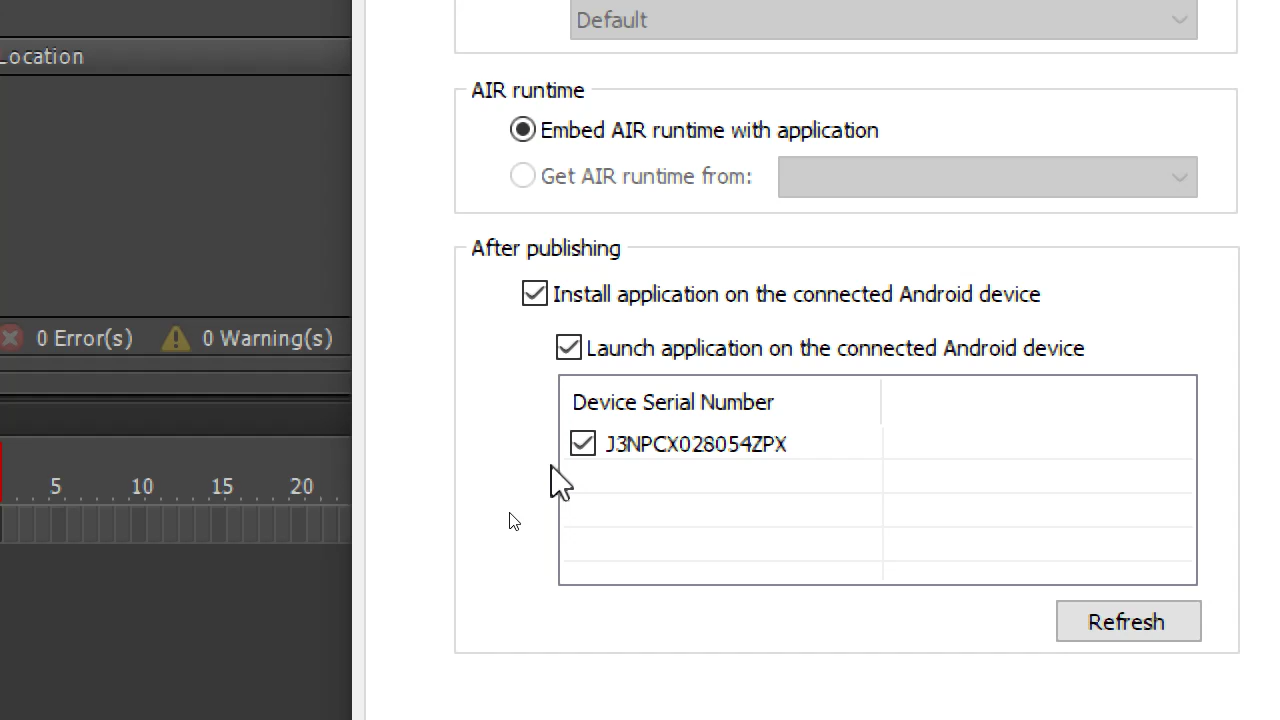 Default
Location
AIR runtime
Embed AIR runtime with application
Get AIR runtime from:
After publishing
Install application on the connected Android device
0 Error(s) 0 Warning(s)
Launch application on the connected Android device
Device Serial Number
J3NPCX028054ZPX
5 10 15 20
Refresh